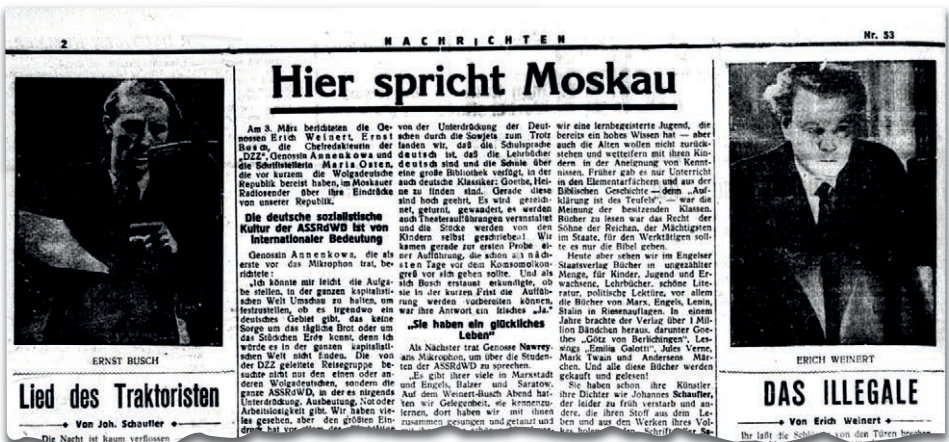 2
NACHRICHTEN
Nr. 53
Hier spricht Moskau
ERNST BUSCH
Lied des Traktoristen
Von Joh. Schaufler
Die Nacht ist kaum verflossen
Am 3. März berichteten die Ge-
nossen Erich Weinert, Ernst
Busch, die Chefredakteurin der
„DZZ", Genossin Annenkowa und
die Schriftstellerin Maria Osten,
die vor kurzem die Wolgadeutsche
Republik bereist haben, im Moskauer
Radiosender über ihre Eindrücke
von unserer Republik.
Die deutsche sozialistische
Kultur der ASSRdWD ist von
internationaler Bedeutung
Genossin Annenkowa, die als
erste vor das Mikrophon trat, be-
richtete:
„Ich könnte mir leicht die Aufga-
be stellen, in der ganzen kapitalisti-
schen Welt Umschau zu halten, um
festzustellen, ob es irgendwo ein
deutsches Gebiet gibt, das keine
Sorge um das tägliche Brot oder um
das Stückchen Erde kennt, denn ich
würde es in der ganzen kapitalisti-
schen Welt nicht finden. Die von
der DZZ geleitete Reisegruppe be-
suchte nicht nur den einen oder an-
deren Wolgadeutschen, sondern die
ganze ASSRdWD, in der es nirgends
Unterdrückung, Ausbeutung, Not oder
Arbeitslosigkeit gibt. Wir haben vie-
les gesehen, aber den größten Ein-
druck hat vor
von der Unterdrückung der Deut-
schen durch die Sowjets zum Trotz
fanden wir, daß die Schulsprache
deutsch ist, daß die Lehrbücher
deutsch sind und die Schule über
eine große Bibliothek verfügt, in der
auch deutsche Klassiker: Goethe, Hei-
ne zu finden sind. Gerade diese
sind hoch geehrt. Es wird gezeich-
net, geturnt, gewandert, es werden
auch Theateraufführungen veranstaltet
und die Stücke werden von den
Kindern selbst geschrieben! Wir
kamen gerade zur ersten Probe ei-
ner Aufführung, die schon am näch-
sten Tage vor dem Komsomolkon-
greß vor sich gehen sollte. Und als
sich Busch erstaunt erkundigte, ob
sie in der kurzen Frist die Auffüh-
rung werden vorbereiten können,
war ihre Antwort ein frisches „Ja."
„Sie haben ein glückliches
Leben"
Als Nächster trat Genosse Nawrey-
ans Mikrophon, um über die Studen-
ten der ASSRdWD zu sprechen.
„Es gibt ihrer viele in Marxstadt
und Engels, Balzer und Saratow.
Auf dem Weinert-Busch Abend hat-
ten wir Gelegenheit, sie kennenzu-
lernen, dort haben wir mit ihnen
zusammen gesungen und getanzt und
wir eine lernbegeisterte Jugend, die
bereits ein hohes Wissen hat — aber
auch die Alten wollen nicht zurück-
stehen und wetteifern mit ihren Kin-
dern in der Aneignung von Kennt-
nissen. Früher gab es nur Unterricht
in den Elementarfächern und aus der
Biblischen Geschichte — denn „Auf-
klärung ist des Teufels", — war die
Meinung der besitzenden Klassen.
Bücher zu lesen war das Recht der
Söhne der Reichen, der Mächtigsten
im Staate, für den Werktätigen soll-
te es nur die Bibel geben.
Heute aber sehen wir im Engelser
Staatsverlag Bücher in ungezählter
Menge, für Kinder, Jugend und Er-
wachsene, Lehrbücher, schöne Lite-
ratur, politische Lektüre, vor allem
die Bücher von Marx, Engels, Lenin,
Stalin in Riesenauflagen. In einem
Jahre brachte der Verlag über 1 Mil-
lion Bändchen heraus, darunter Goe-
thes „Götz von Berlichingen", Les-
sings „Emilia Galotti", Jules Verne,
Mark Twain und Andersens Mär-
chen. Und alle diese Bücher werden
gekauft und gelesen!
Sie haben schon ihre Künstler
ihre Dichter wie Johannes Schaufler,
der leider zu früh verstarb und an-
dere, die ihren Stoff aus dem Le-
ben und aus den Werken ihres Vol-
kes holen
ERICH WEINERT
DAS ILLEGALE
Erich Weinert
Ihr laßt die von den Türen brechen